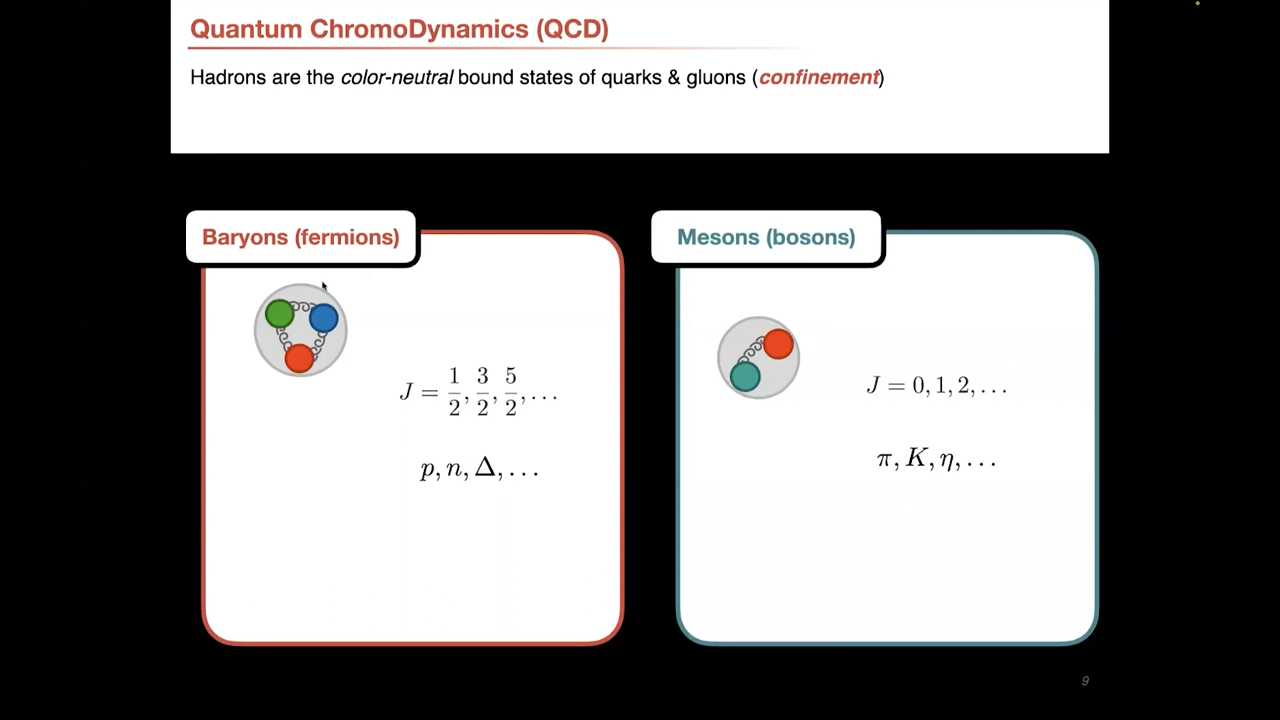 Quantum ChromoDynamics (QCD)
Hadrons are the color-neutral bound states of quarks & gluons (confinement)
Baryons (fermions)
J = 1/2, 3/2, 5/2, ...
p, n, Δ, ...
Mesons (bosons)
J = 0, 1, 2, ...
π, K, η, ...
9